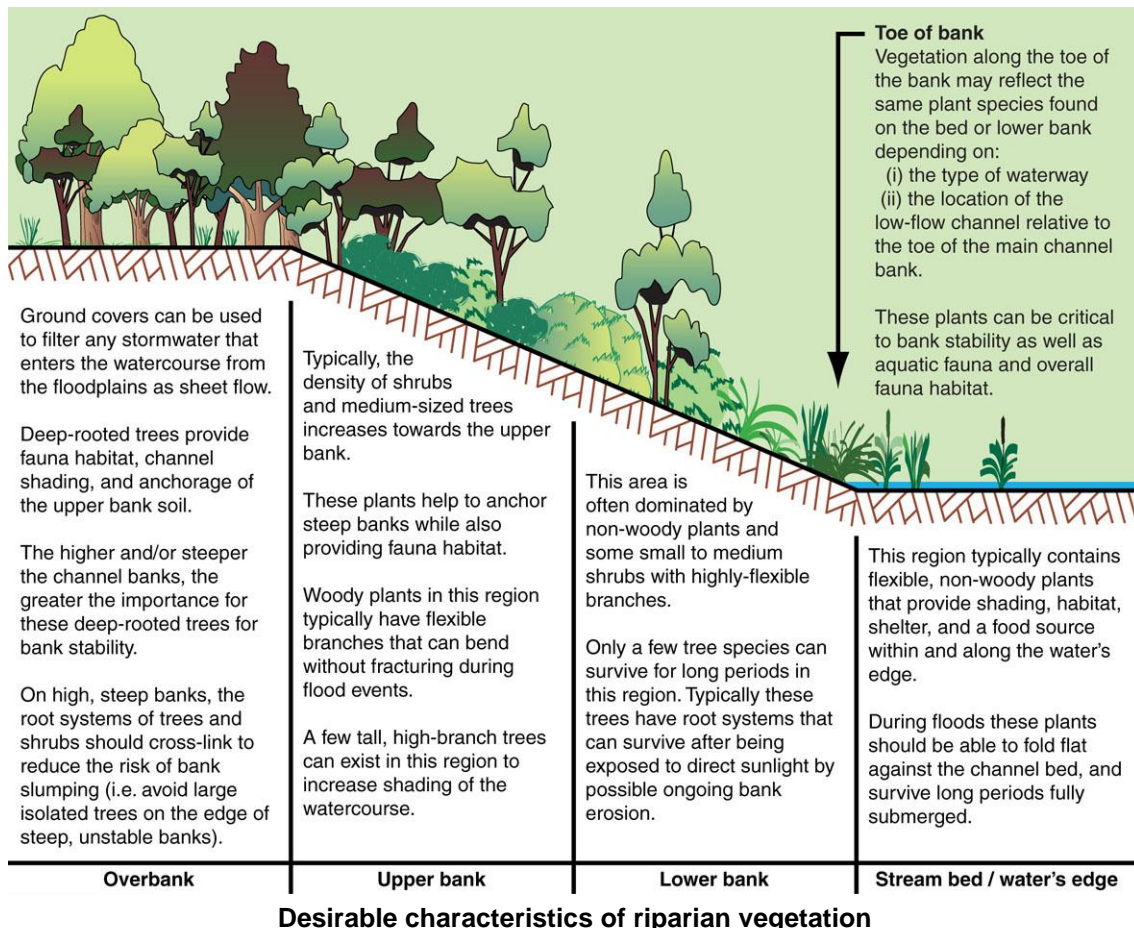 Toe of bank
Vegetation along the toe of
the bank may reflect the
same plant species found
on the bed or lower bank
depending on:
(i) the type of waterway
(ii) the location of the
low-flow channel relative to
the toe of the main channel
bank.
These plants can be critical
to bank stability as well as
aquatic fauna and overall
fauna habitat.
Ground covers can be used
to filter any stormwater that
enters the watercourse from
the floodplains as sheet flow.
Deep-rooted trees provide
fauna habitat, channel
shading, and anchorage of
the upper bank soil.
The higher and/or steeper
the channel banks, the
greater the importance for
these deep-rooted trees for
bank stability.
On high, steep banks, the
root systems of trees and
shrubs should cross-link to
reduce the risk of bank
slumping (i.e. avoid large
isolated trees on the edge of
steep, unstable banks).
Overbank
Typically, the
density of shrubs
and medium-sized trees
increases towards the upper
bank.
These plants help to anchor
steep banks while also
providing fauna habitat.
Woody plants in this region
typically have flexible
branches that can bend
without fracturing during
flood events.
A few tall, high-branch trees
can exist in this region to
increase shading of the
watercourse.
Upper bank
This area is
often dominated by
non-woody plants and
some small to medium
shrubs with highly-flexible
branches.
Only a few tree species can
survive for long periods in
this region. Typically these
trees have root systems that
can survive after being
exposed to direct sunlight by
possible ongoing bank
erosion.
Lower bank
This region typically contains
flexible, non-woody plants
that provide shading, habitat,
shelter, and a food source
within and along the water's
edge.
During floods these plants
should be able to fold flat
against the channel bed, and
survive long periods fully
submerged.
Stream bed / water's edge
Desirable characteristics of riparian vegetation